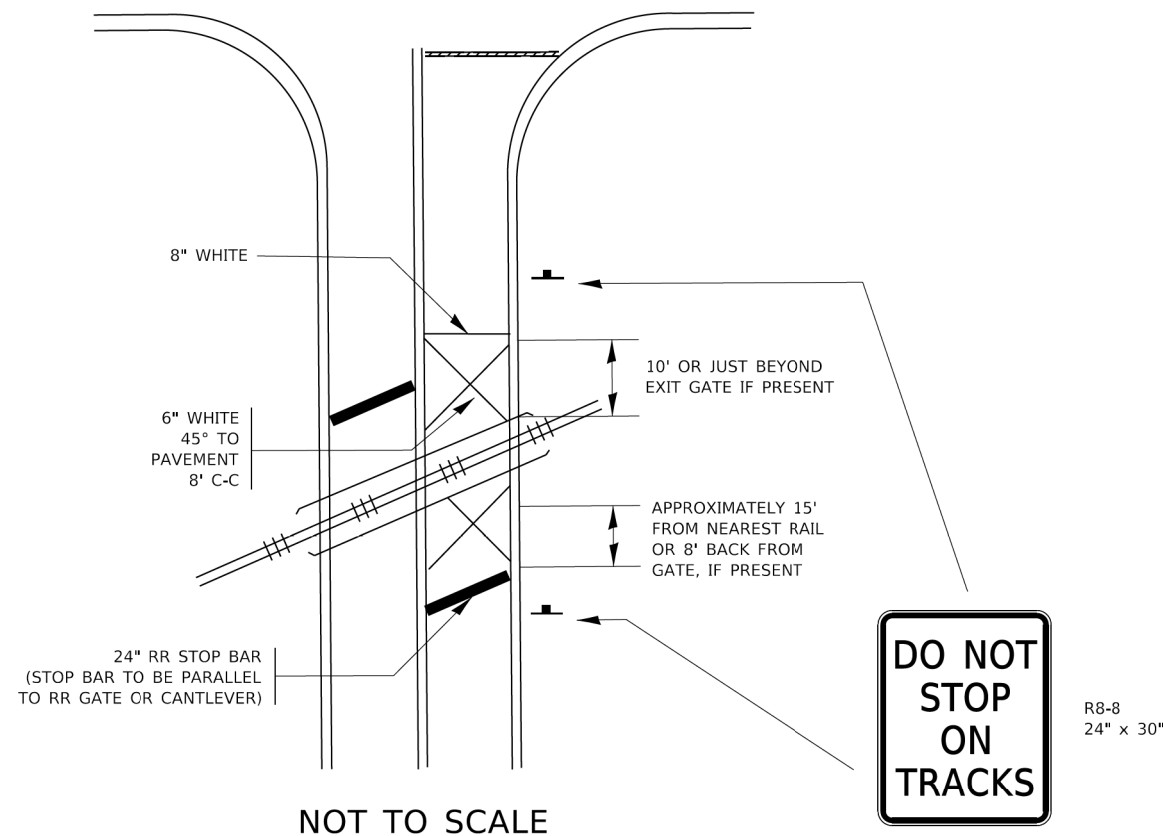 8" WHITE
10' OR JUST BEYOND
EXIT GATE IF PRESENT
6" WHITE
45° TO
PAVEMENT
8' C-C
APPROXIMATELY 15'
FROM NEAREST RAIL
OR 8' BACK FROM
GATE, IF PRESENT
24" RR STOP BAR
(STOP BAR TO BE PARALLEL
TO RR GATE OR CANTLEVER)
DO NOT
STOP
ON
TRACKS
R8-8
24" x 30"
NOT TO SCALE